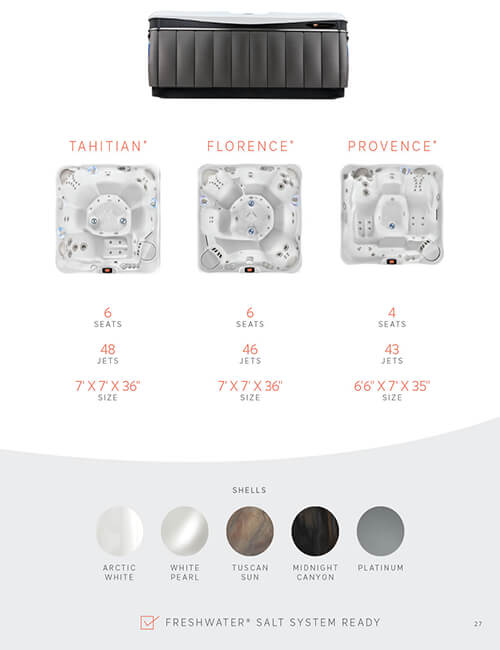 TAHITIAN® FLORENCE® PROVENCE®
6 6 4
SEATS SEATS SEATS
48 46 43
JETS JETS JETS
7' X 7' X 36" 7' X 7' X 36" 6'6" X 7' X 35"
SIZE SIZE SIZE
SHELLS
ARCTIC WHITE TUSCAN MIDNIGHT PLATINUM
WHITE PEARL SUN CANYON
FRESHWATER® SALT SYSTEM READY
27